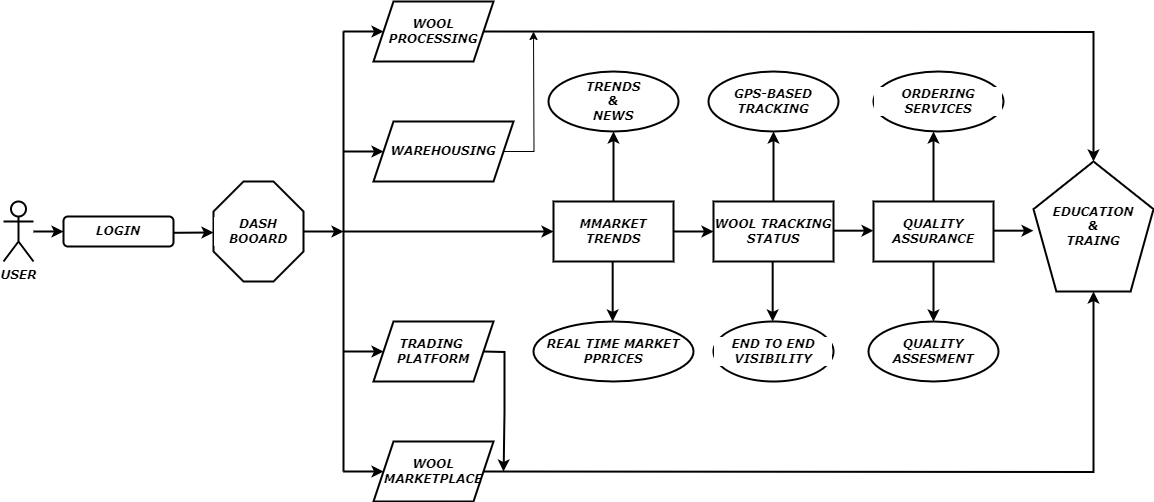 WOOL
PROCESSING
TRENDS
&
NEWS
GPS-BASED
TRACKING
ORDERING
SERVICES
WAREHOUSING
USER
LOGIN
DASH
BOOARD
MMARKET
TRENDS
WOOL TRACKING
STATUS
QUALITY
ASSURANCE
EDUCATION
&
TRAING
TRADING
PLATFORM
REAL TIME MARKET
PPRICES
END TO END
VISIBILITY
QUALITY
ASSESMENT
WOOL
MARKETPLACE